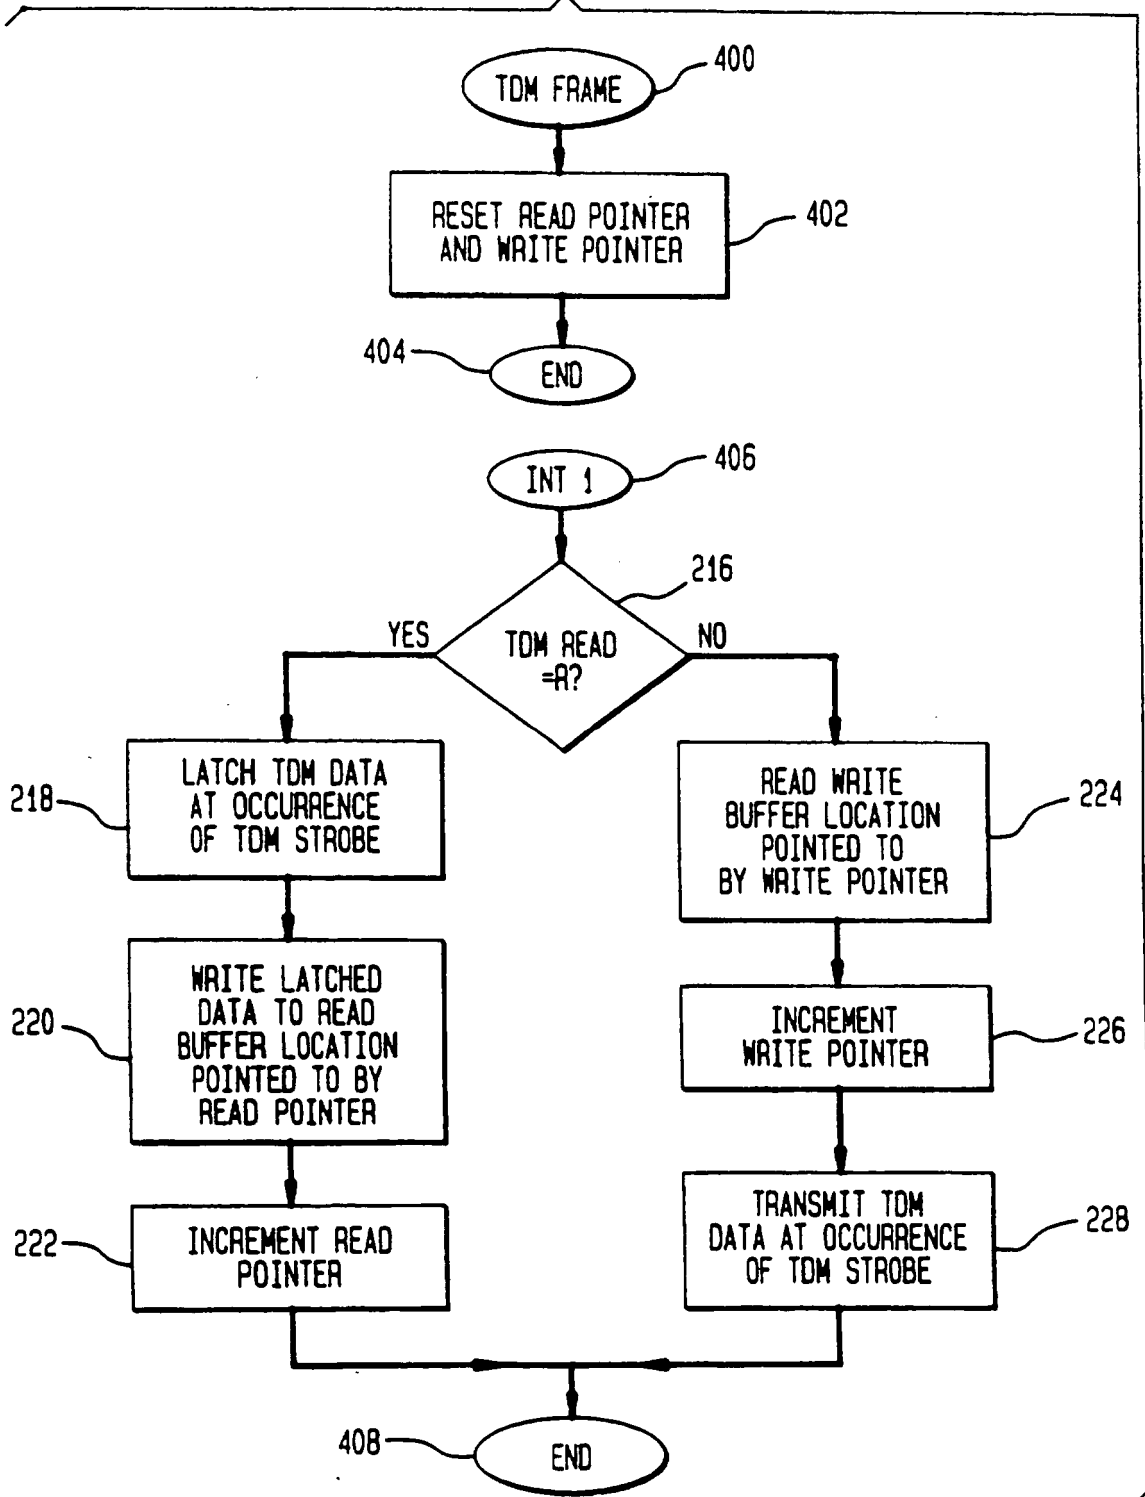 400
TDM FRAME
RESET READ POINTER
AND WRITE POINTER
402
404
END
INT 1
406
216
YES
TDM READ
=R?
NO
218
LATCH TDM DATA
AT OCCURRENCE
OF TDM STROBE
READ WRITE
BUFFER LOCATION
POINTED TO
BY WRITE POINTER
224
220
WRITE LATCHED
DATA TO READ
BUFFER LOCATION
POINTED TO BY
READ POINTER
INCREMENT
WRITE POINTER
226
222
INCREMENT READ
POINTER
TRANSMIT TDM
DATA AT OCCURRENCE
OF TDM STROBE
228
408
END